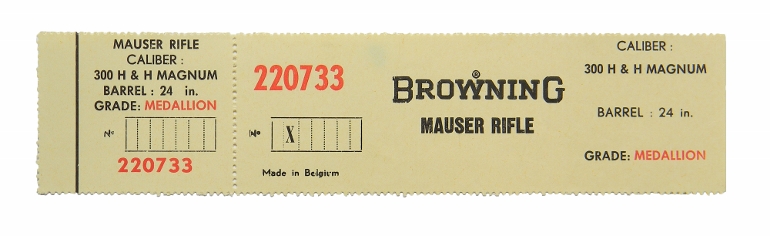 MAUSER RIFLE
CALIBER :
300 H & H MAGNUM
BARREL : 24 in.
GRADE: MEDALLION
Nº
220733
220733
Nº X
Made in Belgium
BROWNING®
MAUSER RIFLE
CALIBER :
300 H & H MAGNUM
BARREL : 24 in.
GRADE: MEDALLION